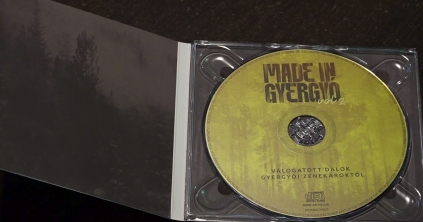 MADE IN
GYERGYÓ
VÁLOGATOTT DALOK
GYERGYÓI ZENEKAROKTÓL